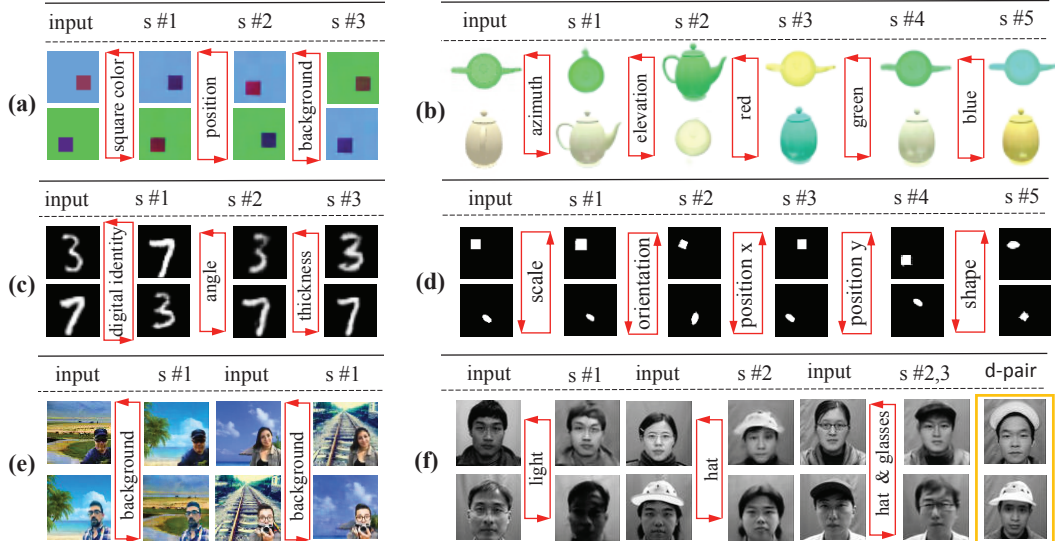 input s #1 s #2 s #3
(a) square color position background
input s #1 s #2 s #3 s #4 s #5
(b) azimuth elevation red green blue
input s #1 s #2 s #3
(c) digital identity angle thickness
input s #1 s #2 s #3 s #4 s #5
(d) scale orientation position x position y shape
input s #1 input s #1
(e) background background
input s #1 input s #2 input s #2,3 d-pair
(f) light hat hat & glasses